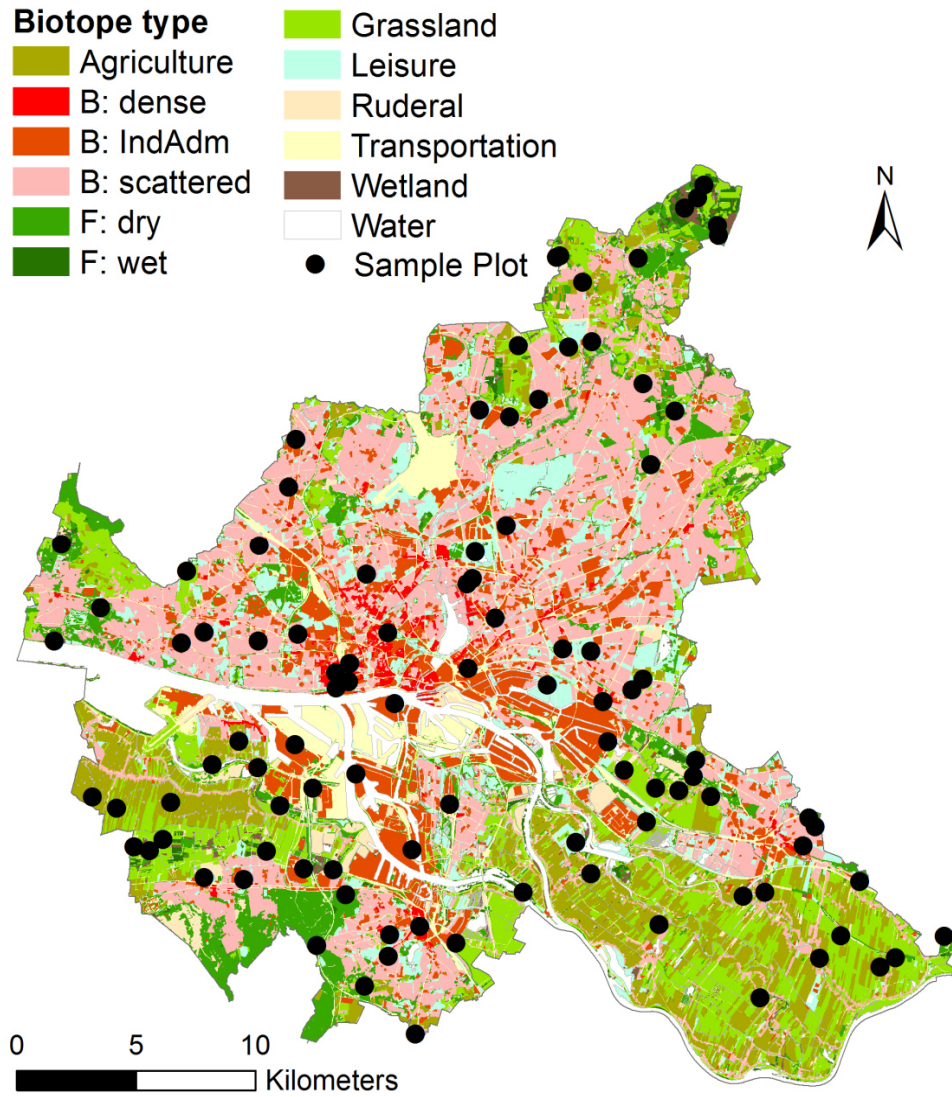 Biotope type
Agriculture
B: dense
B: IndAdm
B: scattered
F: dry
F: wet
Grassland
Leisure
Ruderal
Transportation
Wetland
Water
Sample Plot
N
0 5 10
Kilometers